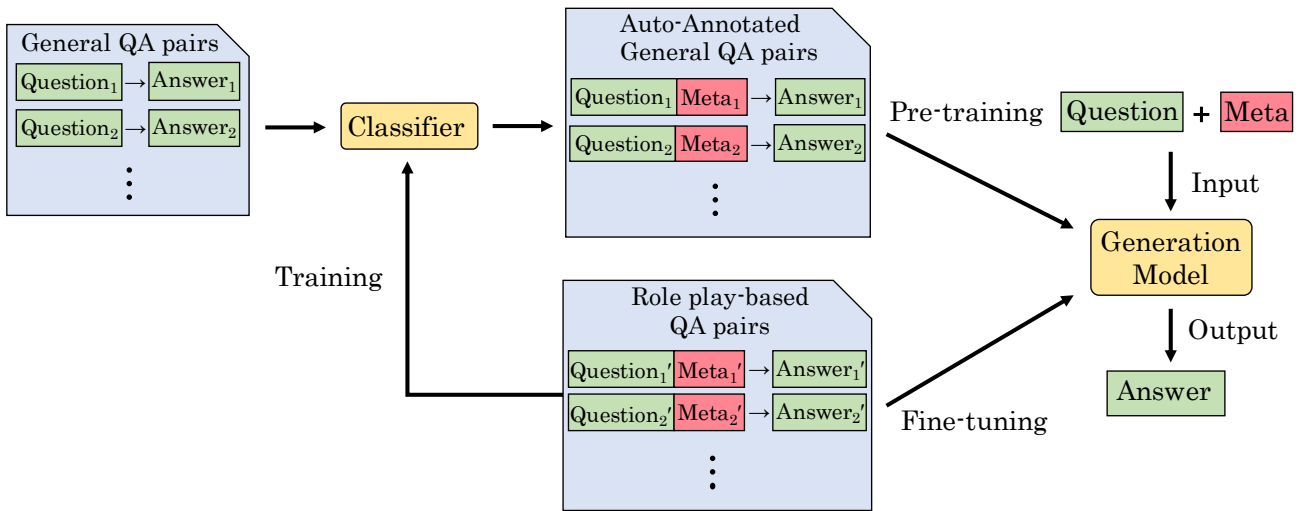 General QA pairs
Question₁ → Answer₁
Question₂ → Answer₂
⋮
Classifier
Training
Auto-Annotated
General QA pairs
Question₁ Meta₁ → Answer₁
Question₂ Meta₂ → Answer₂
⋮
Role play-based
QA pairs
Question₁′ Meta₁′ → Answer₁′
Question₂′ Meta₂′ → Answer₂′
⋮
Pre-training
Fine-tuning
Question + Meta
Input
Generation
Model
Output
Answer